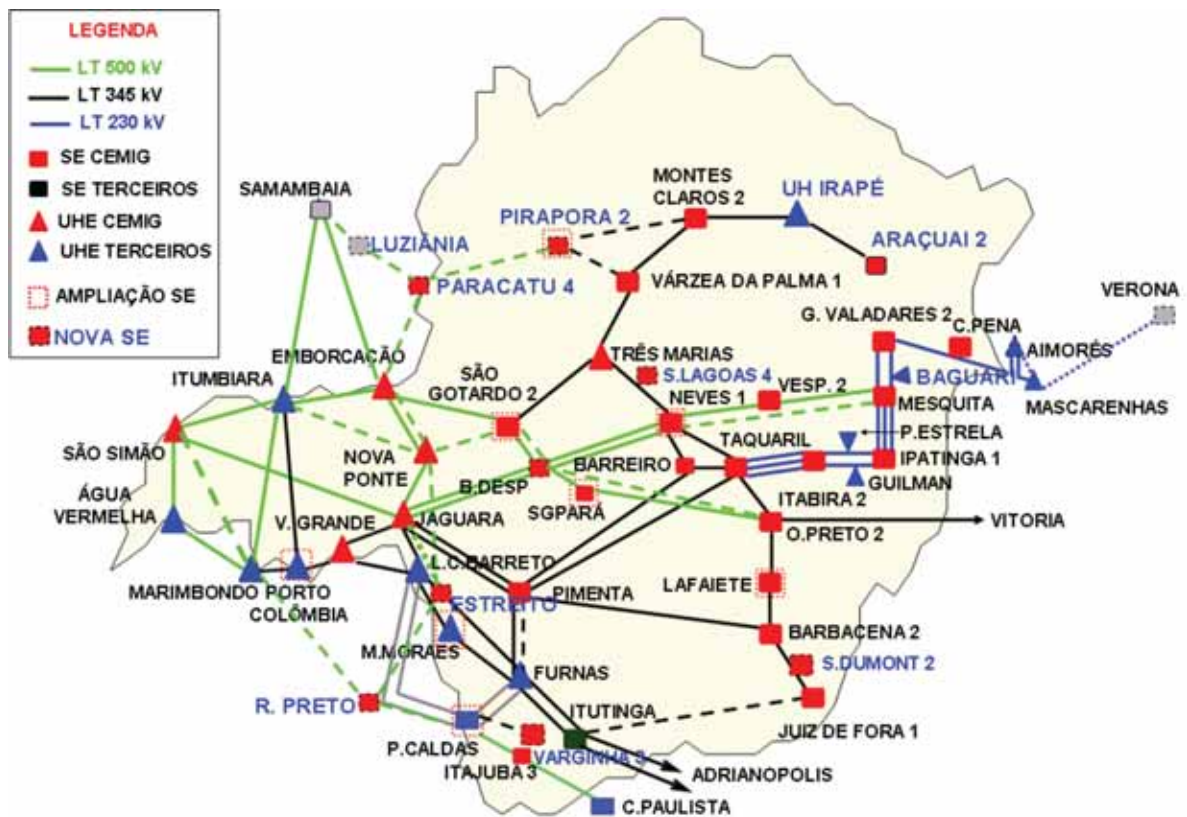 LEGENDA
LT 500 kV
LT 345 kV
LT 230 kV
SE CEMIG
SE TERCEIROS
UHE CEMIG
UHE TERCEIROS
AMPLIAÇÃO SE
NOVA SE
SAMAMBAIA
LUZIÂNIA
PIRAPORA 2
MONTES
CLAROS 2
UH IRAPÉ
ARAÇUAI 2
PARACATU 4
VÁRZEA DA PALMA 1
VERONA
G. VALADARES 2
C.PENA
AIMORÉS
EMBORCAÇÃO
ITUMBIARA
SÃO
GOTARDO 2
TRÊS MARIAS
S.LAGOAS 4
NEVES 1
VESP. 2
BAGUARI
MESQUITA
MASCARENHAS
SÃO SIMÃO
NOVA
PONTE
B.DESP
BARREIRO
TAQUARIL
P.ESTRELA
IPATINGA 1
GUILMAN
ITABIRA 2
ÁGUA
VERMELHA
V. GRANDE
JAGUARA
SGPARÁ
O.PRETO 2
VITORIA
L.C.BARRETO
MARIMBONDO
PORTO
COLÔMBIA
ESTREITO
PIMENTA
LAFAIETE
M.MORAES
BARBACENA 2
FURNAS
S.DUMONT 2
R. PRETO
ITUTINGA
JUIZ DE FORA 1
P.CALDAS
VARGINHA 3
ITAJUBA 3
ADRIANOPOLIS
C.PAULISTA